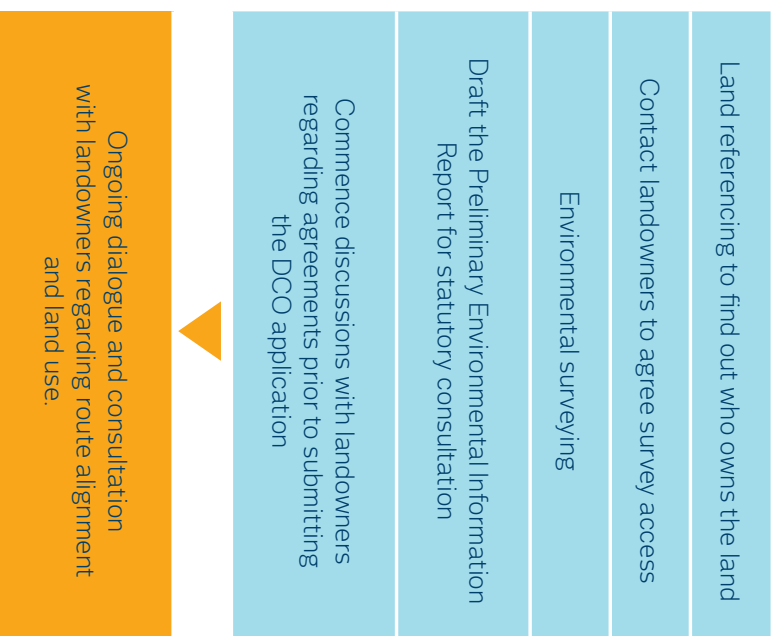 Land referencing to find out who owns the land
Contact landowners to agree survey access
Environmental surveying
Draft the Preliminary Environmental Information
Report for statutory consultation
Commence discussions with landowners
regarding agreements prior to submitting
the DCO application
Ongoing dialogue and consultation
with landowners regarding route alignment
and land use.